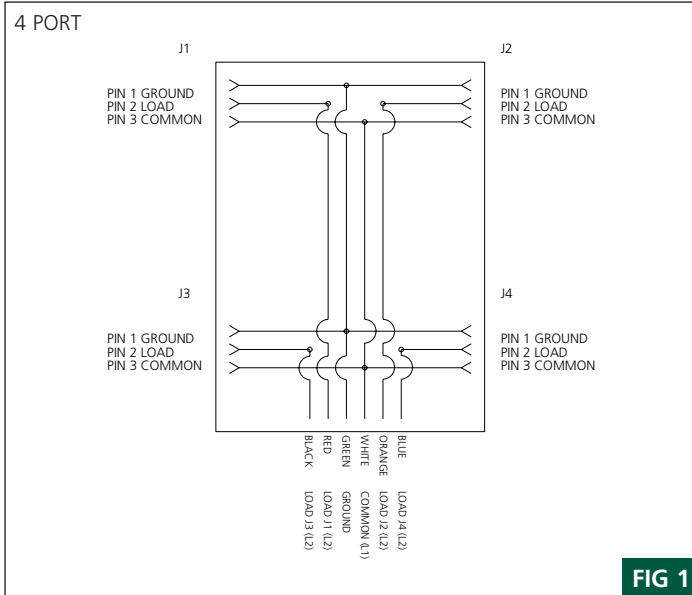 4 PORT
J1
J2
PIN 1 GROUND
PIN 2 LOAD
PIN 3 COMMON
PIN 1 GROUND
PIN 2 LOAD
PIN 3 COMMON
J3
J4
PIN 1 GROUND
PIN 2 LOAD
PIN 3 COMMON
PIN 1 GROUND
PIN 2 LOAD
PIN 3 COMMON
BLACK LOAD J3 (L2)
RED LOAD J1 (L2)
GREEN GROUND
WHITE COMMON (L1)
ORANGE LOAD J2 (L2)
BLUE LOAD J4 (L2)
FIG 1